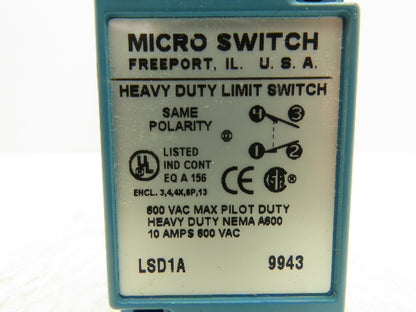 MICRO SWITCH
FREEPORT, IL. U. S. A.
HEAVY DUTY LIMIT SWITCH
SAME
POLARITY
4 3
1 2
UL
LISTED
IND CONT
EQ A 156
CE
ENCL. 3,4,4X,6P,13
600 VAC MAX PILOT DUTY
HEAVY DUTY NEMA A600
10 AMPS 600 VAC
LSD1A 9943